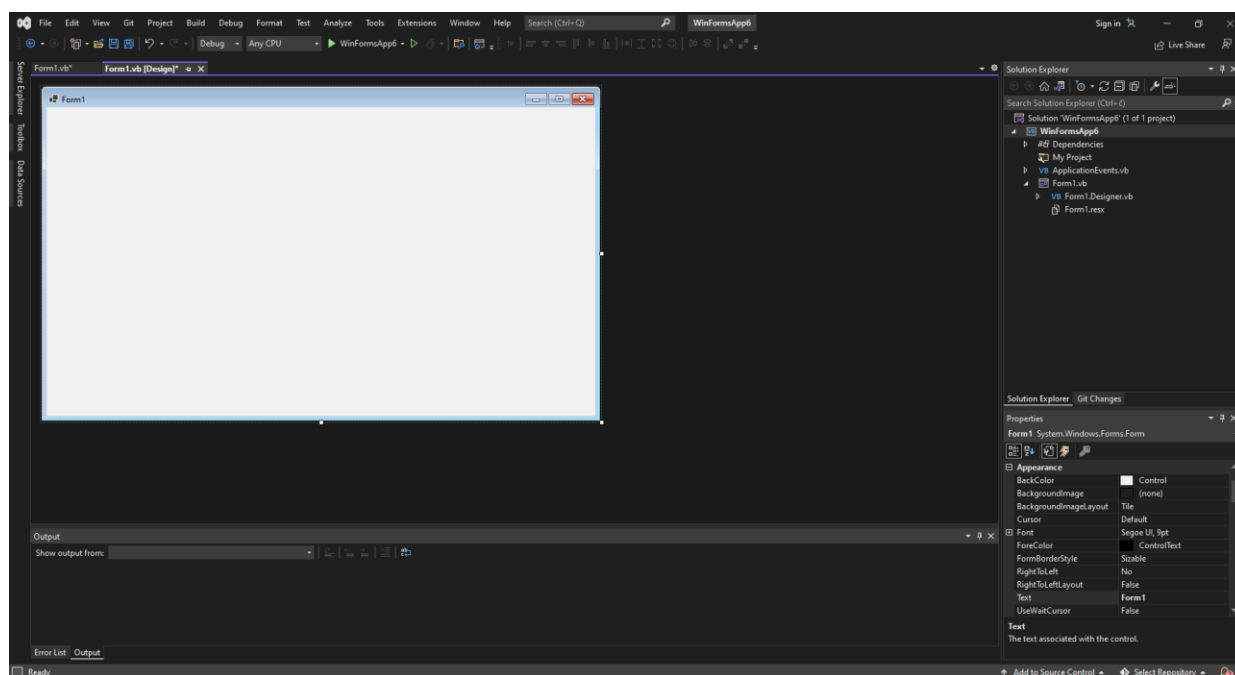 File Edit View Git Project Build Debug Format Test Analyze Tools Extensions Window Help Search (Ctrl+Q) WinFormsApp6 Sign in
Debug Any CPU WinFormsApp6 Live Share
Server Explorer
Toolbox
Data Sources
Form1.vb* Form1.vb [Design]*
Form1
Output
Show output from:
Error List Output
Solution Explorer
Search Solution Explorer (Ctrl+č)
Solution 'WinFormsApp6' (1 of 1 project)
WinFormsApp6
Dependencies
My Project
VB ApplicationEvents.vb
Form1.vb
VB Form1.Designer.vb
Form1.resx
Solution Explorer Git Changes
Properties
Form1 System.Windows.Forms.Form
Appearance
BackColor Control
BackgroundImage (none)
BackgroundImageLayout Tile
Cursor Default
Font Segoe UI, 9pt
ForeColor ControlText
FormBorderStyle Sizable
RightToLeft No
RightToLeftLayout False
Text Form1
UseWaitCursor False
Text
The text associated with the control.
Ready Add to Source Control Select Repository